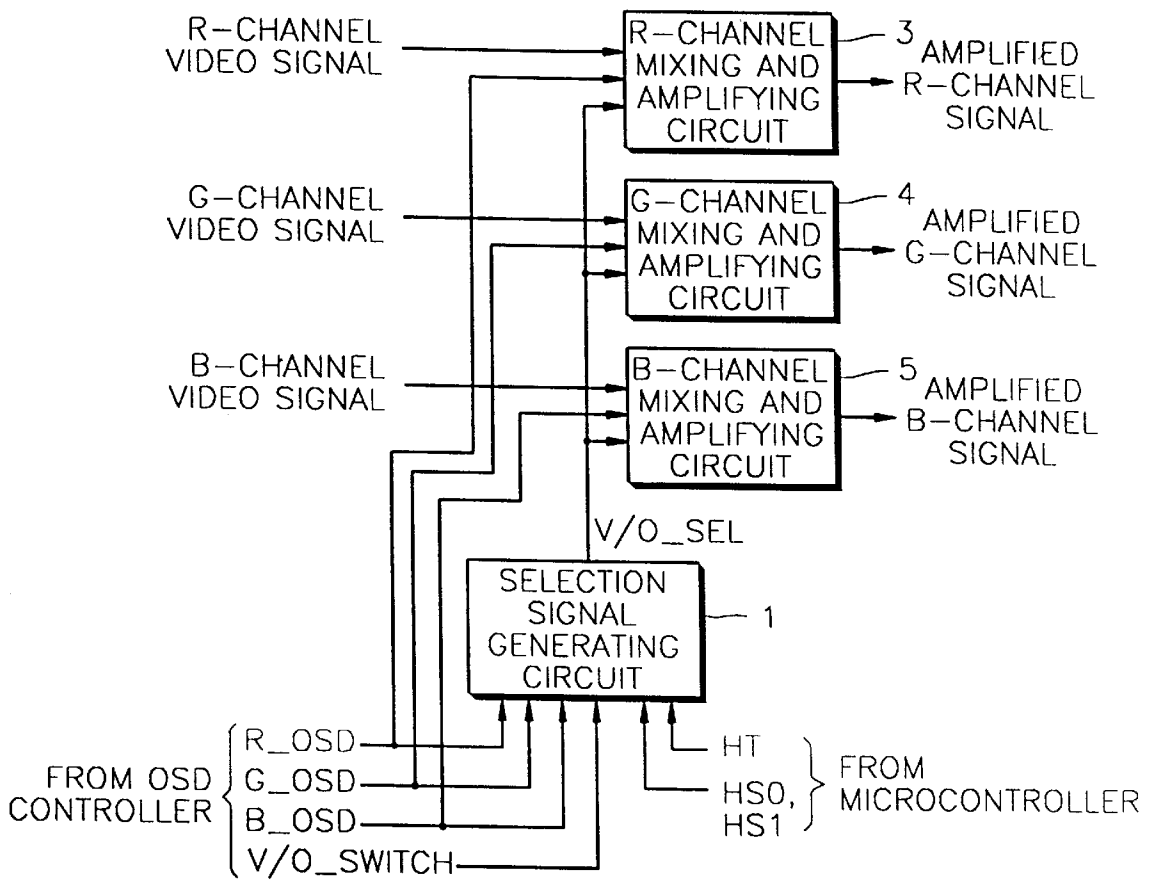 R-CHANNEL
VIDEO SIGNAL
R-CHANNEL
MIXING AND
AMPLIFYING
CIRCUIT
3
AMPLIFIED
R-CHANNEL
SIGNAL
G-CHANNEL
VIDEO SIGNAL
G-CHANNEL
MIXING AND
AMPLIFYING
CIRCUIT
4
AMPLIFIED
G-CHANNEL
SIGNAL
B-CHANNEL
VIDEO SIGNAL
B-CHANNEL
MIXING AND
AMPLIFYING
CIRCUIT
5
AMPLIFIED
B-CHANNEL
SIGNAL
V/O_SEL
SELECTION
SIGNAL
GENERATING
CIRCUIT
1
FROM OSD
CONTROLLER
R_OSD
G_OSD
B_OSD
V/O_SWITCH
HT
HS0,
HS1
FROM
MICROCONTROLLER